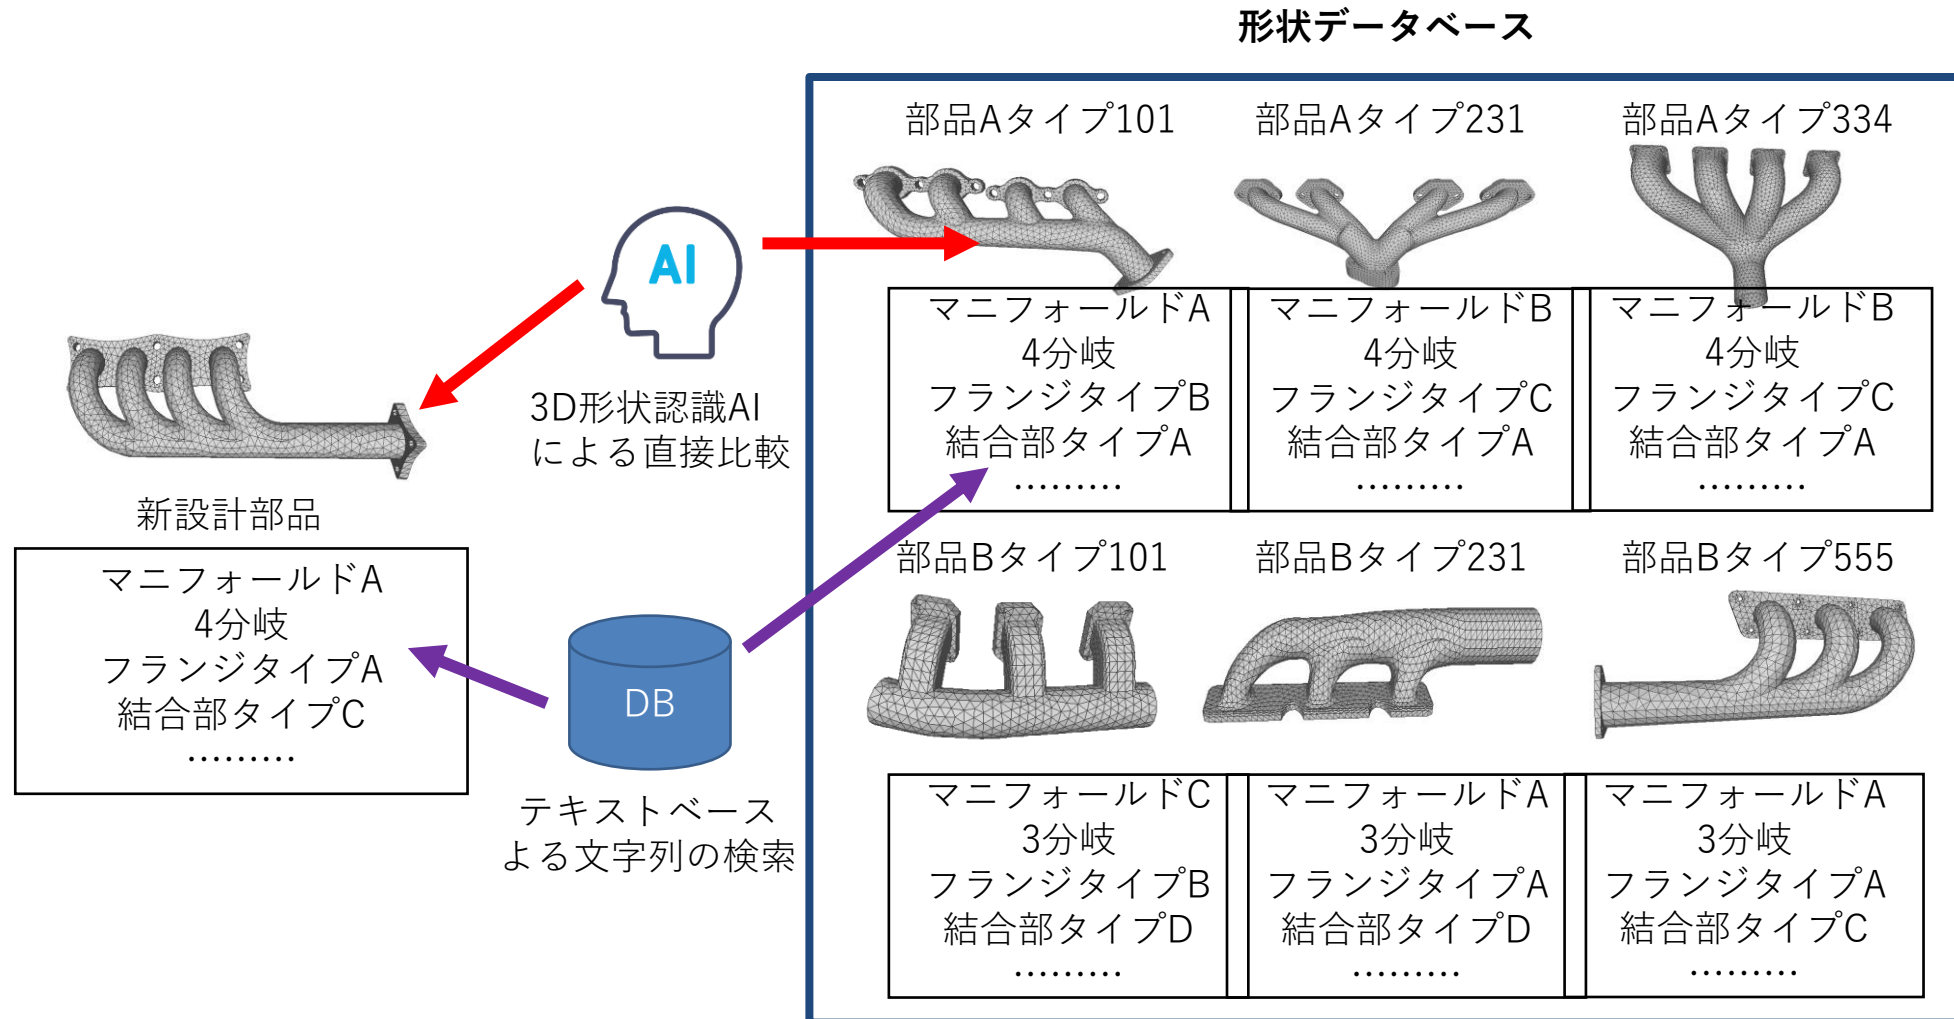 形状データベース
部品Aタイプ101
部品Aタイプ231
部品Aタイプ334
マニフォールドA
4分岐
フランジタイプB
結合部タイプA
………
マニフォールドB
4分岐
フランジタイプC
結合部タイプA
………
マニフォールドB
4分岐
フランジタイプC
結合部タイプA
………
AI
3D形状認識AI
による直接比較
新設計部品
マニフォールドA
4分岐
フランジタイプA
結合部タイプC
………
DB
テキストベース
よる文字列の検索
部品Bタイプ101
部品Bタイプ231
部品Bタイプ555
マニフォールドC
3分岐
フランジタイプB
結合部タイプD
………
マニフォールドA
3分岐
フランジタイプA
結合部タイプD
………
マニフォールドA
3分岐
フランジタイプA
結合部タイプC
………